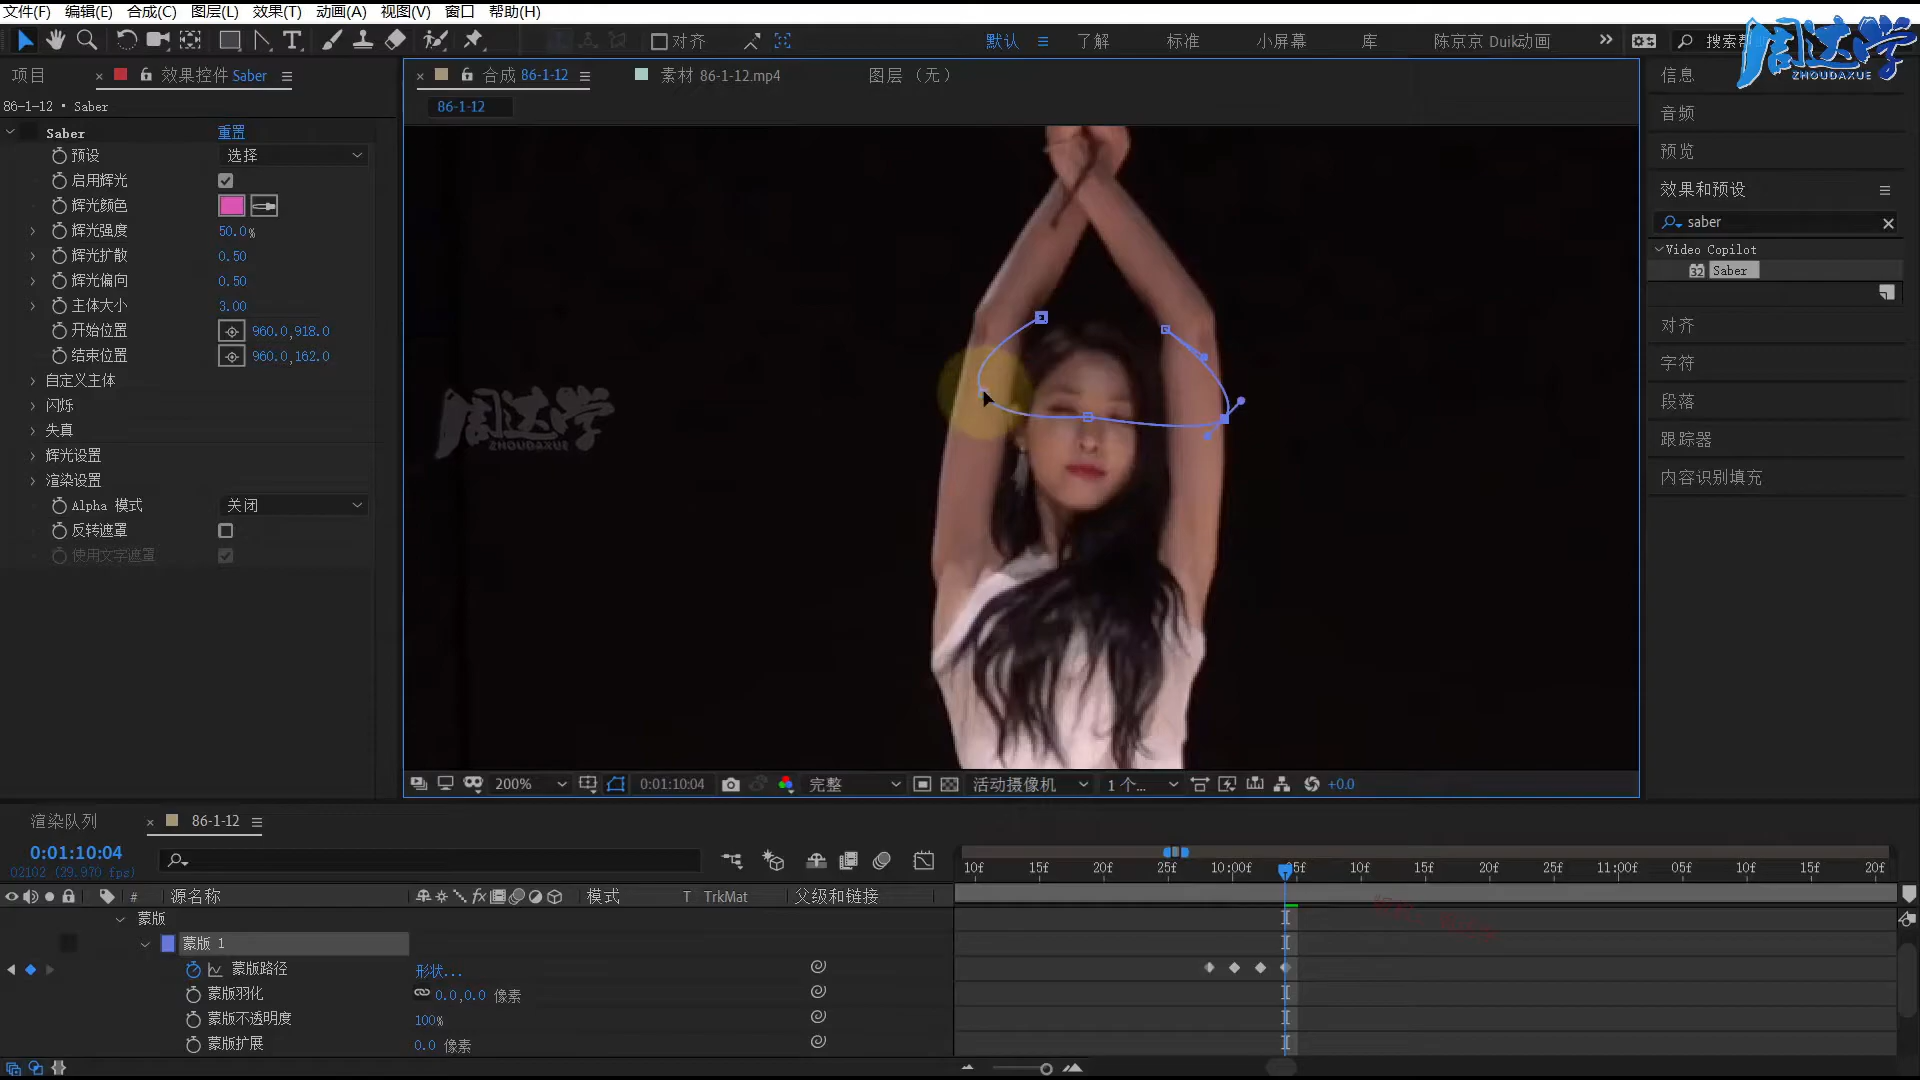 文件(F) 编辑(E) 合成(C) 图层(L) 效果(T) 动画(A) 视图(V) 窗口 帮助(H)
对齐 默认 了解 标准 小屏幕 库 陈京京 Duik动画 搜索帮
周达学
ZHOUDAXUE
项目 效果控件 Saber
合成 86-1-12 素材 86-1-12.mp4 图层 (无)
86-1-12
86-1-12 • Saber
Saber 重置
预设 选择
启用辉光
辉光颜色
辉光强度 50.0%
辉光扩散 0.50
辉光偏向 0.50
主体大小 3.00
开始位置 960.0,918.0
结束位置 960.0,162.0
自定义主体
闪烁
失真
辉光设置
渲染设置
Alpha 模式 关闭
反转遮罩
使用文字遮罩
周达学
ZHOUDAXUE
200% 0:01:10:04 完整 活动摄像机 1 个... +0.0
信息
音频
预览
效果和预设
saber
Video Copilot
32 Saber
对齐
字符
段落
跟踪器
内容识别填充
渲染队列 86-1-12
0:01:10:04
02102 (29.970 fps)
10f 15f 20f 25f 10:00f 05f 10f 15f 20f 25f 11:00f 05f 10f 15f 20f
# 源名称 模式 T TrkMat 父级和链接
蒙版
蒙版 1
蒙版路径 形状...
蒙版羽化 0.0,0.0 像素
蒙版不透明度 100%
蒙版扩展 0.0 像素